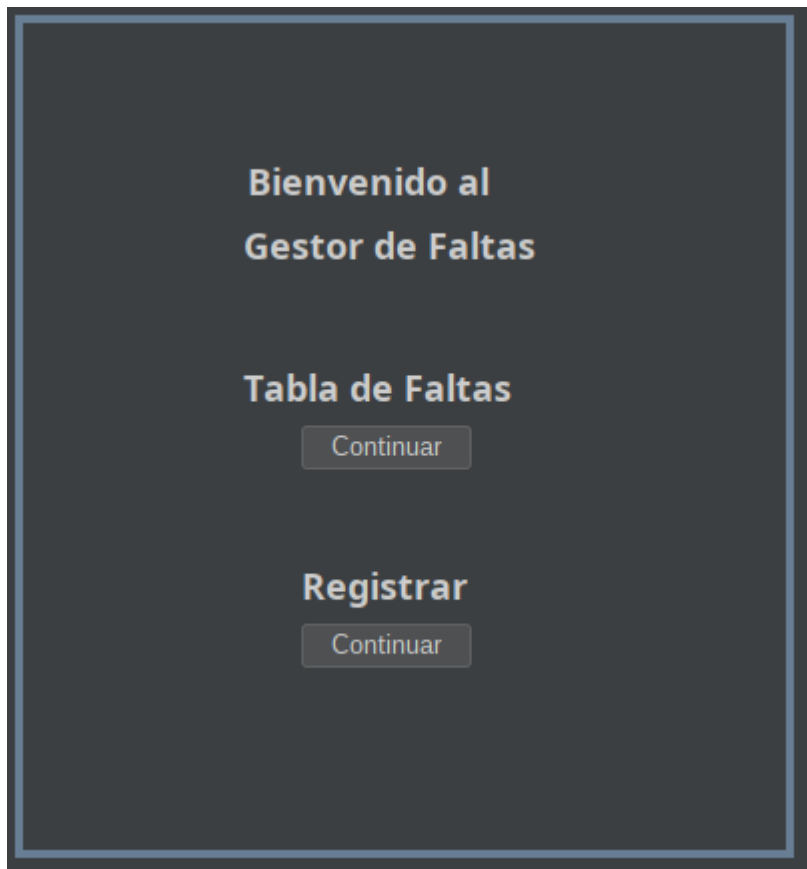 Bienvenido al
Gestor de Faltas
Tabla de Faltas
Continuar
Registrar
Continuar